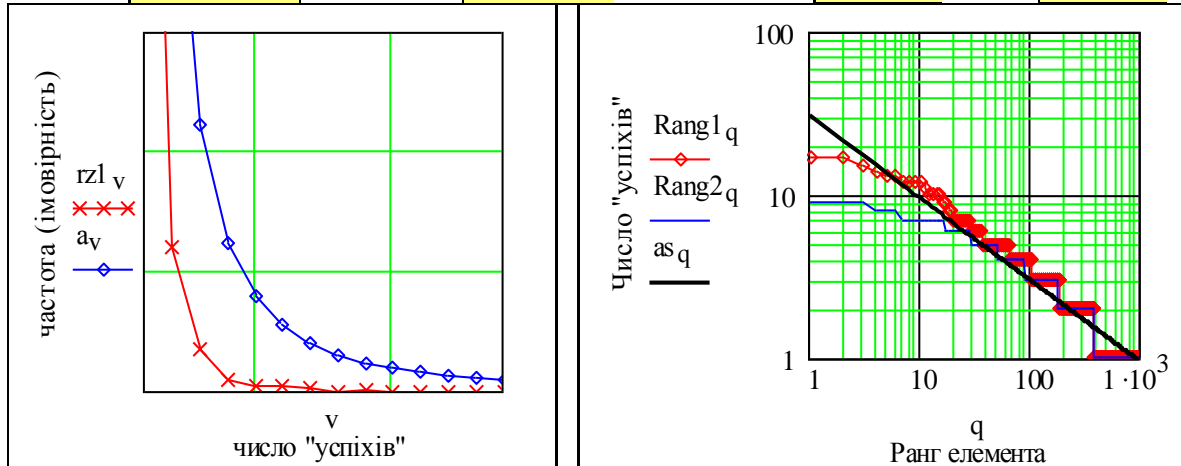 частота (імовірність)
rz1 v
a v
v
число "успіхів"
Число "успіхів"
Rang1 q
Rang2 q
as q
100
10
1
1
10
100
1·10³
q
Ранг елемента